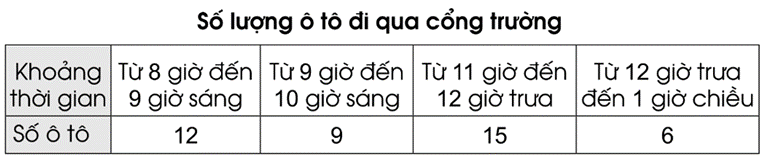 Số lượng ô tô đi qua cổng trường
Khoảng thời gian Từ 8 giờ đến 9 giờ sáng Từ 9 giờ đến 10 giờ sáng Từ 11 giờ đến 12 giờ trưa Từ 12 giờ trưa đến 1 giờ chiều
Số ô tô 12 9 15 6